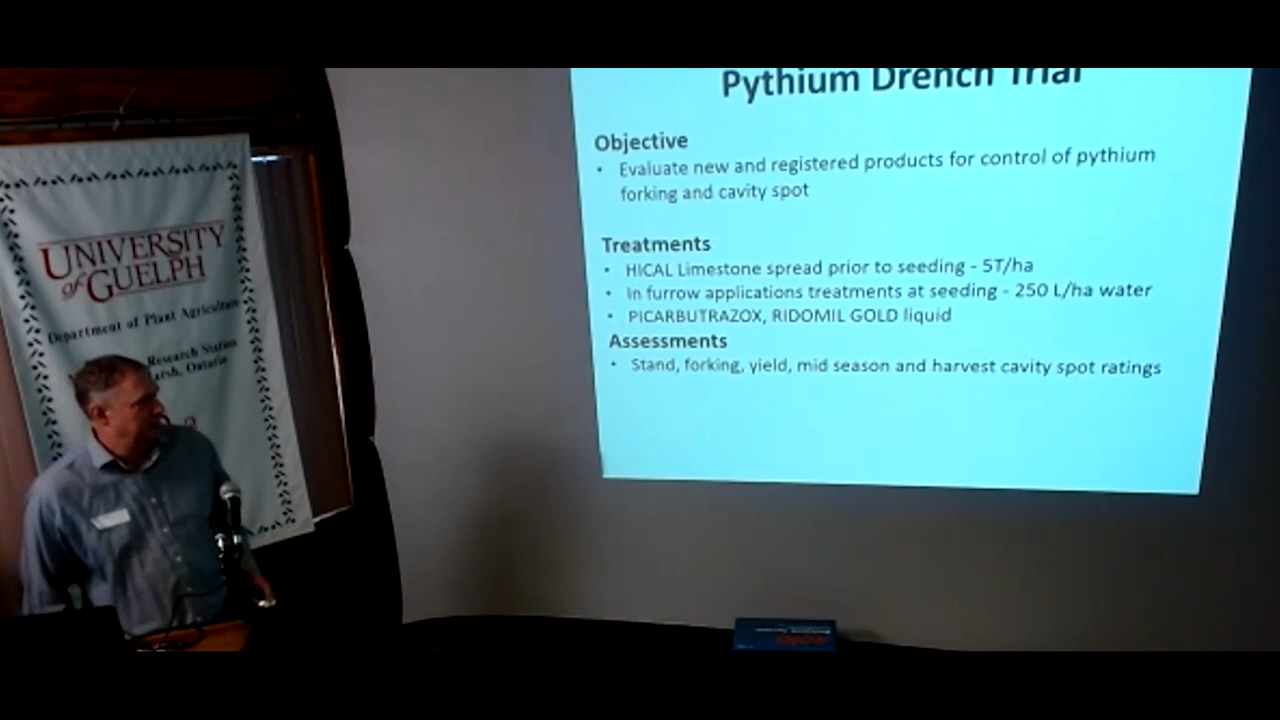 Pythium Drench Trial
Objective
• Evaluate new and registered products for control of pythium
forking and cavity spot
Treatments
• HICAL Limestone spread prior to seeding - 5T/ha
• In furrow applications treatments at seeding - 250 L/ha water
• PICARBUTRAZOX, RIDOMIL GOLD liquid
Assessments
• Stand, forking, yield, mid season and harvest cavity spot ratings
UNIVERSITY
of GUELPH
Department of Plant Agriculture
Research Station
arsh, Ontario